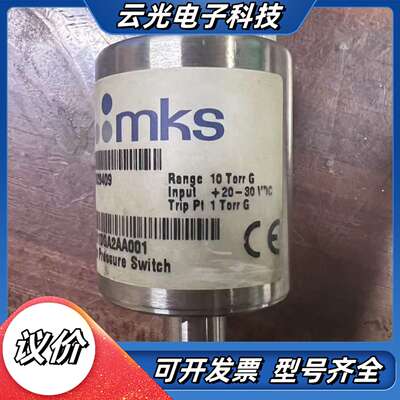 云光电子科技
mks
Range 10 Torr G
Input +20-30 VDC
Trip Pt 1 Torr G
Pressure Switch
CE
议价
可开发票 型号齐全